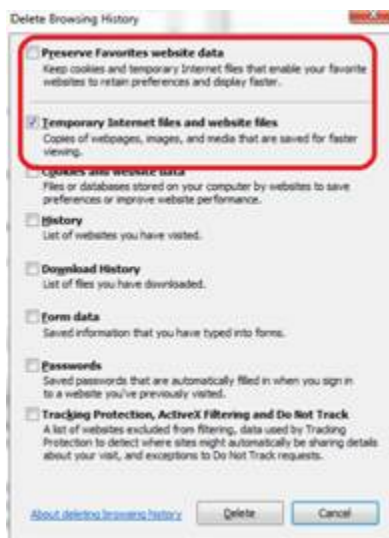 Delete Browsing History
Preserve Favorites website data
Keep cookies and temporary Internet files that enable your favorite
websites to retain preferences and display faster.
Temporary Internet files and website files
Copies of webpages, images, and media that are saved for faster
viewing.
Cookies and website data
Files or databases stored on your computer by websites to save
preferences or improve website performance.
History
List of websites you have visited.
Download History
List of files you have downloaded.
Form data
Saved information that you have typed into forms.
Passwords
Saved passwords that are automatically filled in when you sign in
to a website you've previously visited.
Tracking Protection, ActiveX Filtering and Do Not Track
A list of websites excluded from filtering, data used by Tracking
Protection to detect where sites might automatically be sharing details
about your visit, and exceptions to Do Not Track requests.
About deleting browsing history Delete Cancel